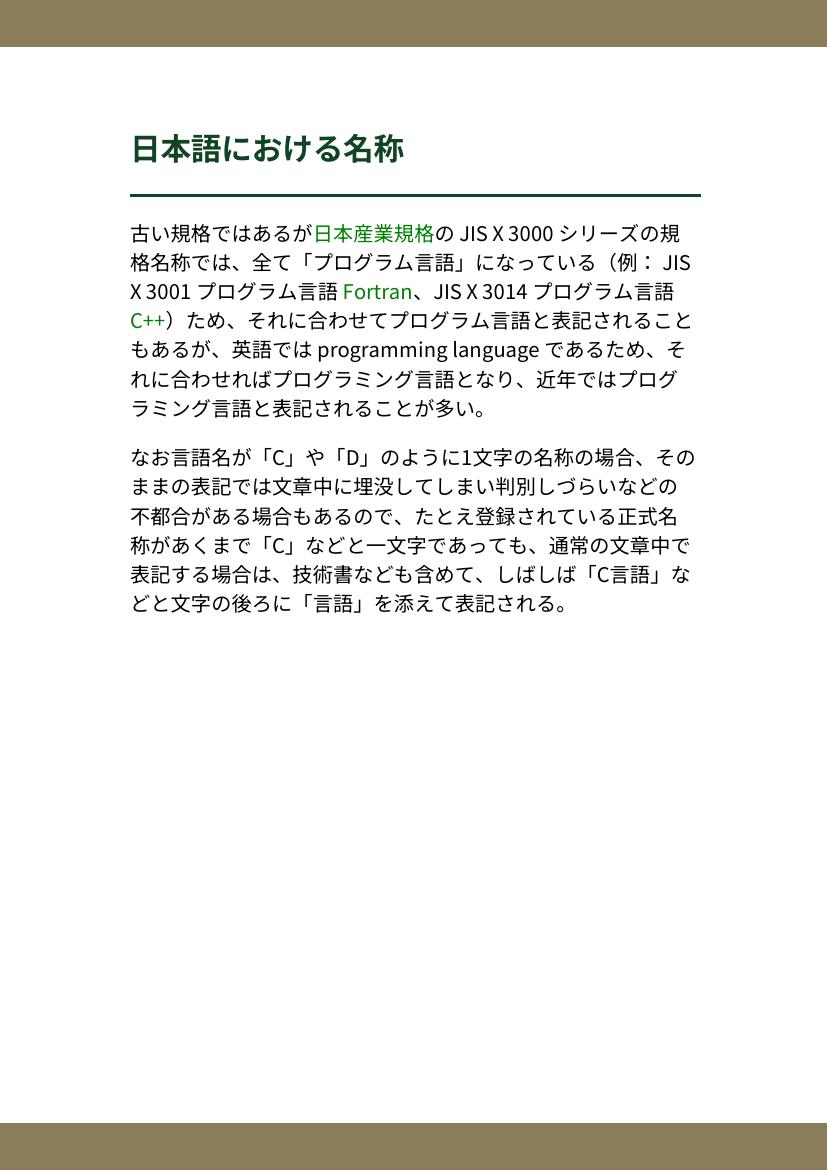 日本語における名称
古い規格ではあるが日本産業規格の JIS X 3000 シリーズの規
格名称では、全て「プログラム言語」になっている（例： JIS
X 3001 プログラム言語 Fortran、JIS X 3014 プログラム言語
C++）ため、それに合わせてプログラム言語と表記されること
もあるが、英語では programming language であるため、そ
れに合わせればプログラミング言語となり、近年ではプログ
ラミング言語と表記されることが多い。
なお言語名が「C」や「D」のように1文字の名称の場合、その
ままの表記では文章中に埋没してしまい判別しづらいなどの
不都合がある場合もあるので、たとえ登録されている正式名
称があくまで「C」などと一文字であっても、通常の文章中で
表記する場合は、技術書なども含めて、しばしば「C言語」な
どと文字の後ろに「言語」を添えて表記される。